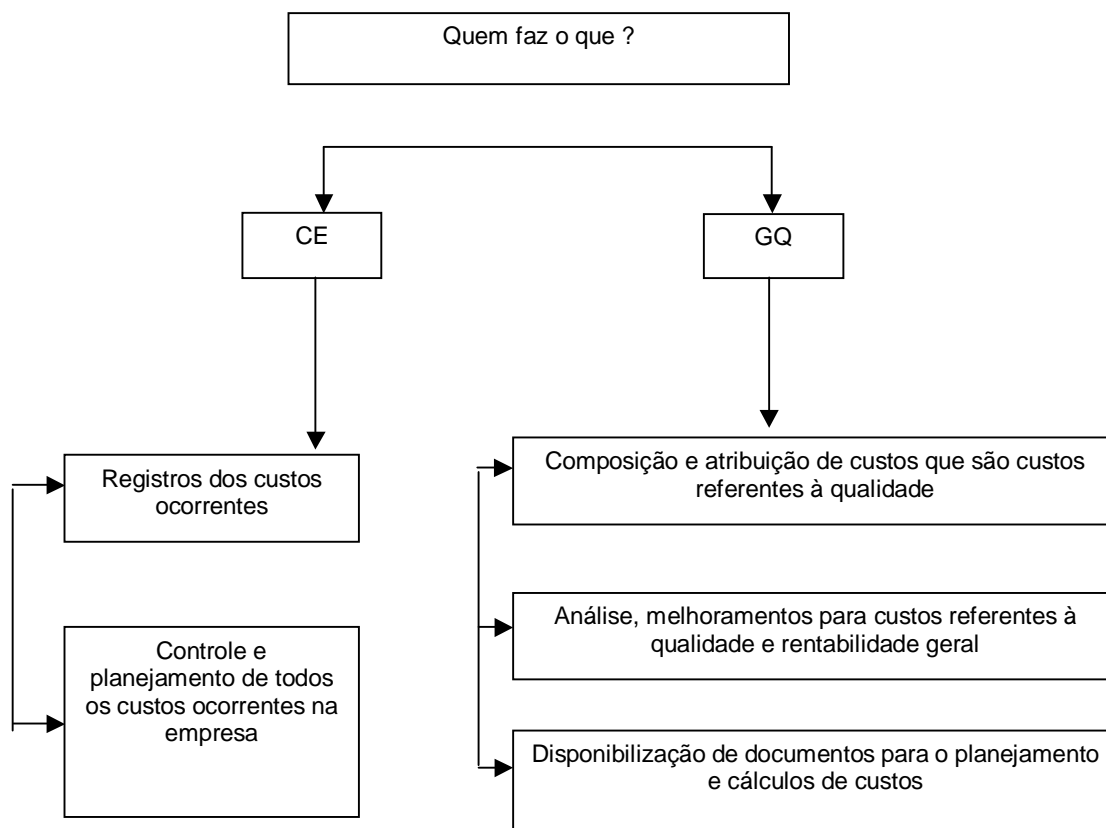 Quem faz o que ?
CE
GQ
Registros dos custos
ocorrentes
Controle e
planejamento de todos
os custos ocorrentes na
empresa
Composição e atribuição de custos que são custos
referentes à qualidade
Análise, melhoramentos para custos referentes à
qualidade e rentabilidade geral
Disponibilização de documentos para o planejamento
e cálculos de custos